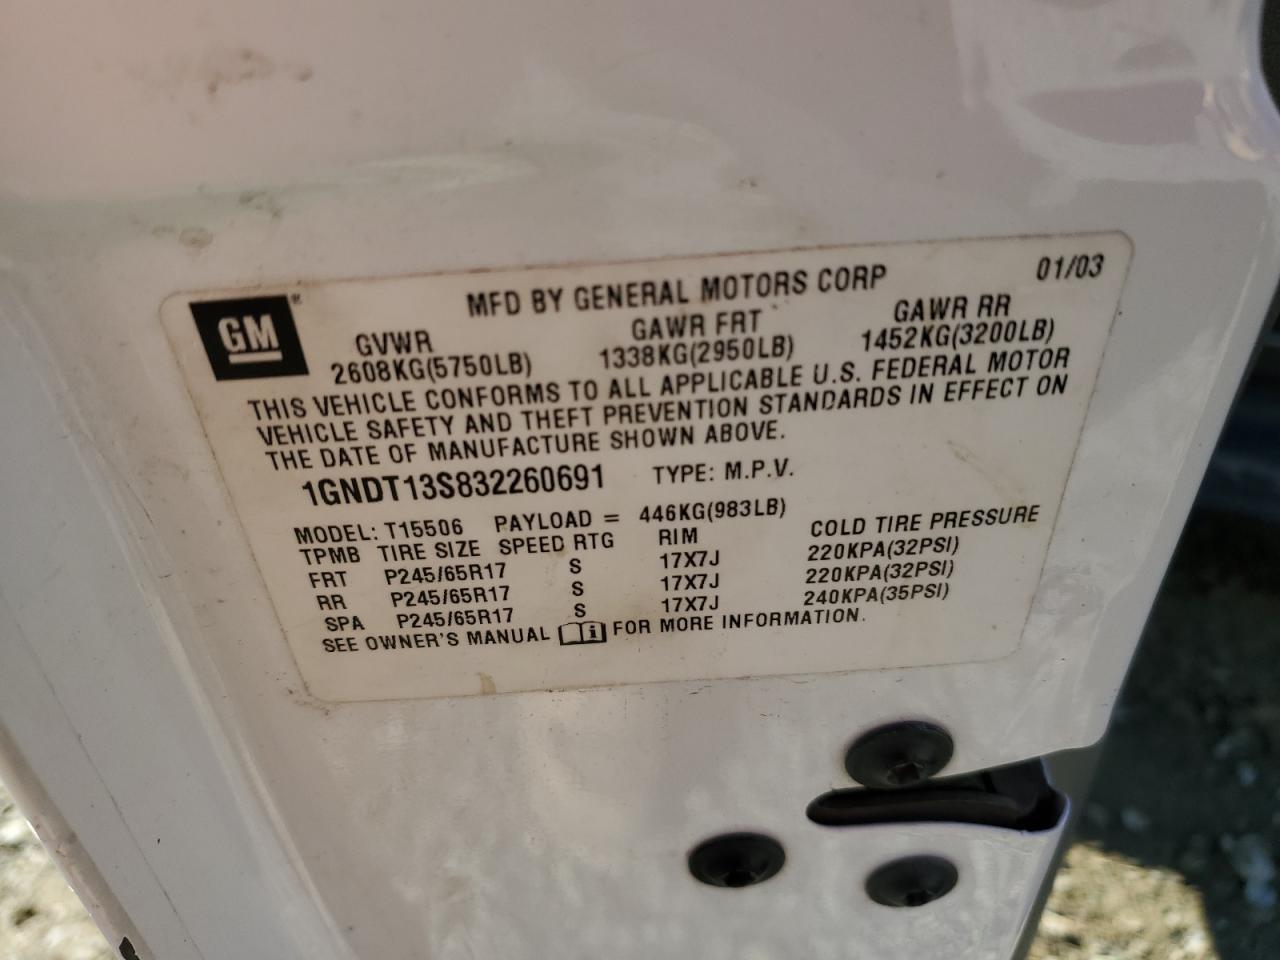 GM®
MFD BY GENERAL MOTORS CORP 01/03
GVWR GAWR FRT GAWR RR
2608KG(5750LB) 1338KG(2950LB) 1452KG(3200LB)
THIS VEHICLE CONFORMS TO ALL APPLICABLE U.S. FEDERAL MOTOR
VEHICLE SAFETY AND THEFT PREVENTION STANDARDS IN EFFECT ON
THE DATE OF MANUFACTURE SHOWN ABOVE.
1GNDT13S832260691 TYPE: M.P.V.
MODEL: T15506 PAYLOAD = 446KG(983LB)
TPMB TIRE SIZE SPEED RTG RIM COLD TIRE PRESSURE
FRT P245/65R17 S 17X7J 220KPA(32PSI)
RR P245/65R17 S 17X7J 220KPA(32PSI)
SPA P245/65R17 S 17X7J 240KPA(35PSI)
SEE OWNER'S MANUAL i FOR MORE INFORMATION.